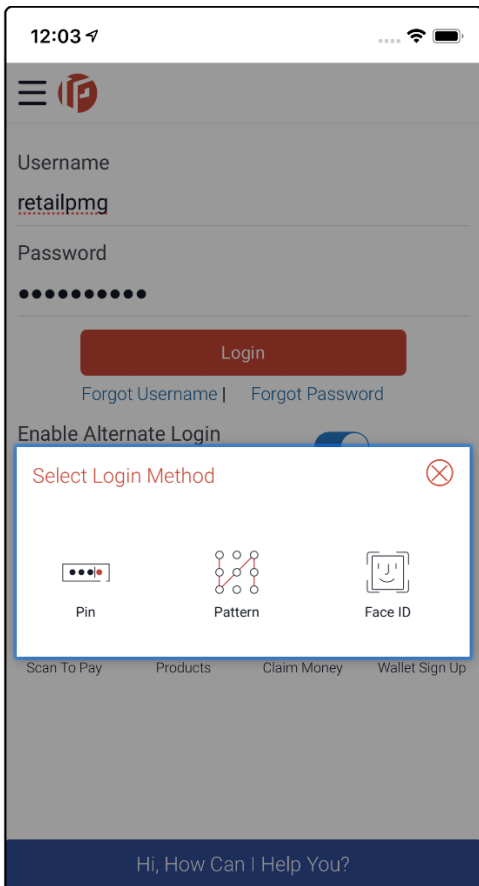 12:03
Username
retailpmg
Password
●●●●●●●●●●
Login
Forgot Username | Forgot Password
Enable Alternate Login
Select Login Method
Pin Pattern Face ID
Scan To Pay Products Claim Money Wallet Sign Up
Hi, How Can I Help You?